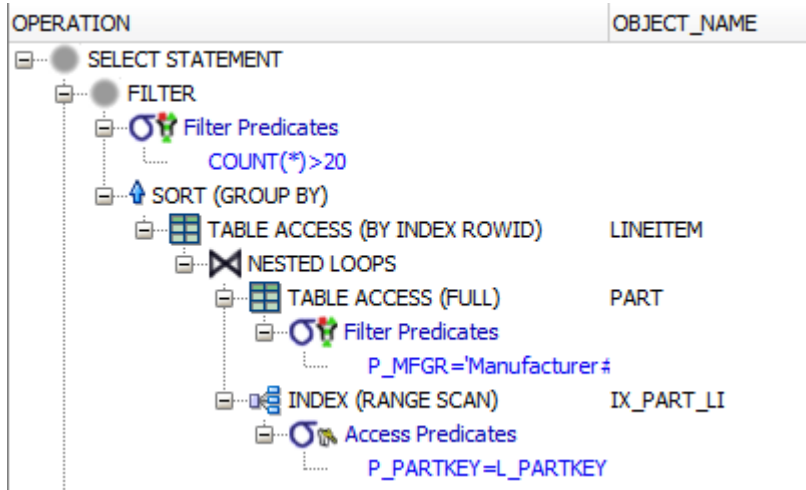 OPERATION OBJECT_NAME
SELECT STATEMENT
FILTER
Filter Predicates
COUNT(*)>20
SORT (GROUP BY)
TABLE ACCESS (BY INDEX ROWID) LINEITEM
NESTED LOOPS
TABLE ACCESS (FULL) PART
Filter Predicates
P_MFGR='Manufacturer#
INDEX (RANGE SCAN) IX_PART_LI
Access Predicates
P_PARTKEY=L_PARTKEY